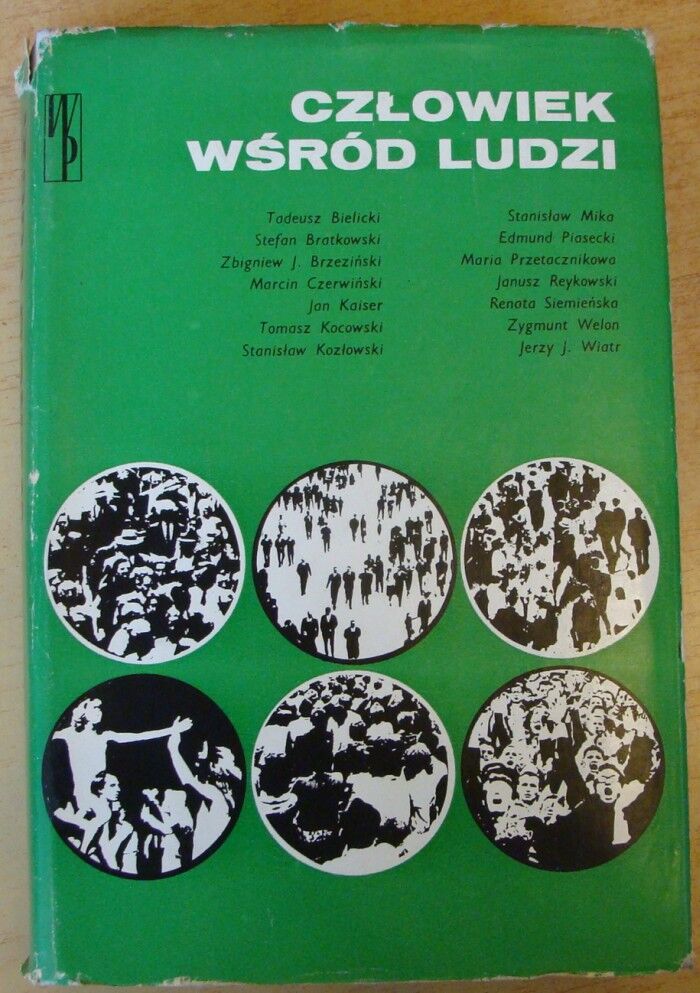 WP
CZŁOWIEK
WŚRÓD LUDZI
Tadeusz Bielicki
Stefan Bratkowski
Zbigniew J. Brzeziński
Marcin Czerwiński
Jan Kaiser
Tomasz Kocowski
Stanisław Kozłowski
Stanisław Mika
Edmund Piasecki
Maria Przetacznikowa
Janusz Reykowski
Renata Siemieńska
Zygmunt Welon
Jerzy J. Wiatr